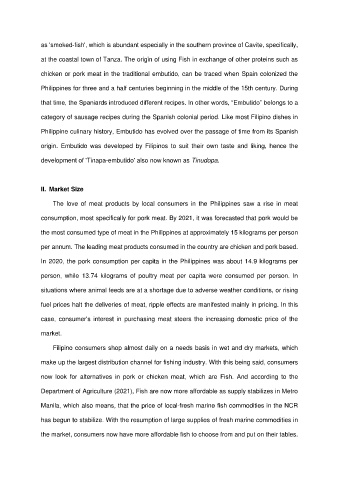 as 'smoked-fish', which is abundant especially in the southern province of Cavite, specifically,
at the coastal town of Tanza. The origin of using Fish in exchange of other proteins such as
chicken or pork meat in the traditional embutido, can be traced when Spain colonized the
Philippines for three and a half centuries beginning in the middle of the 15th century. During
that time, the Spaniards introduced different recipes. In other words, "Embutido" belongs to a
category of sausage recipes during the Spanish colonial period. Like most Filipino dishes in
Philippine culinary history, Embutido has evolved over the passage of time from its Spanish
origin. Embutido was developed by Filipinos to suit their own taste and liking, hence the
development of 'Tinapa-embutido' also now known as Tinudopa.
II. Market Size
The love of meat products by local consumers in the Philippines saw a rise in meat
consumption, most specifically for pork meat. By 2021, it was forecasted that pork would be
the most consumed type of meat in the Philippines at approximately 15 kilograms per person
per annum. The leading meat products consumed in the country are chicken and pork based.
In 2020, the pork consumption per capita in the Philippines was about 14.9 kilograms per
person, while 13.74 kilograms of poultry meat per capita were consumed per person. In
situations where animal feeds are at a shortage due to adverse weather conditions, or rising
fuel prices halt the deliveries of meat, ripple effects are manifested mainly in pricing. In this
case, consumer's interest in purchasing meat steers the increasing domestic price of the
market.
Filipino consumers shop almost daily on a needs basis in wet and dry markets, which
make up the largest distribution channel for fishing industry. With this being said, consumers
now look for alternatives in pork or chicken meat, which are Fish. And according to the
Department of Agriculture (2021), Fish are now more affordable as supply stabilizes in Metro
Manila, which also means, that the price of local fresh marine fish commodities in the NCR
has begun to stabilize. With the resumption of large supplies of fresh marine commodities in
the market, consumers now have more affordable fish to choose from and put on their tables.